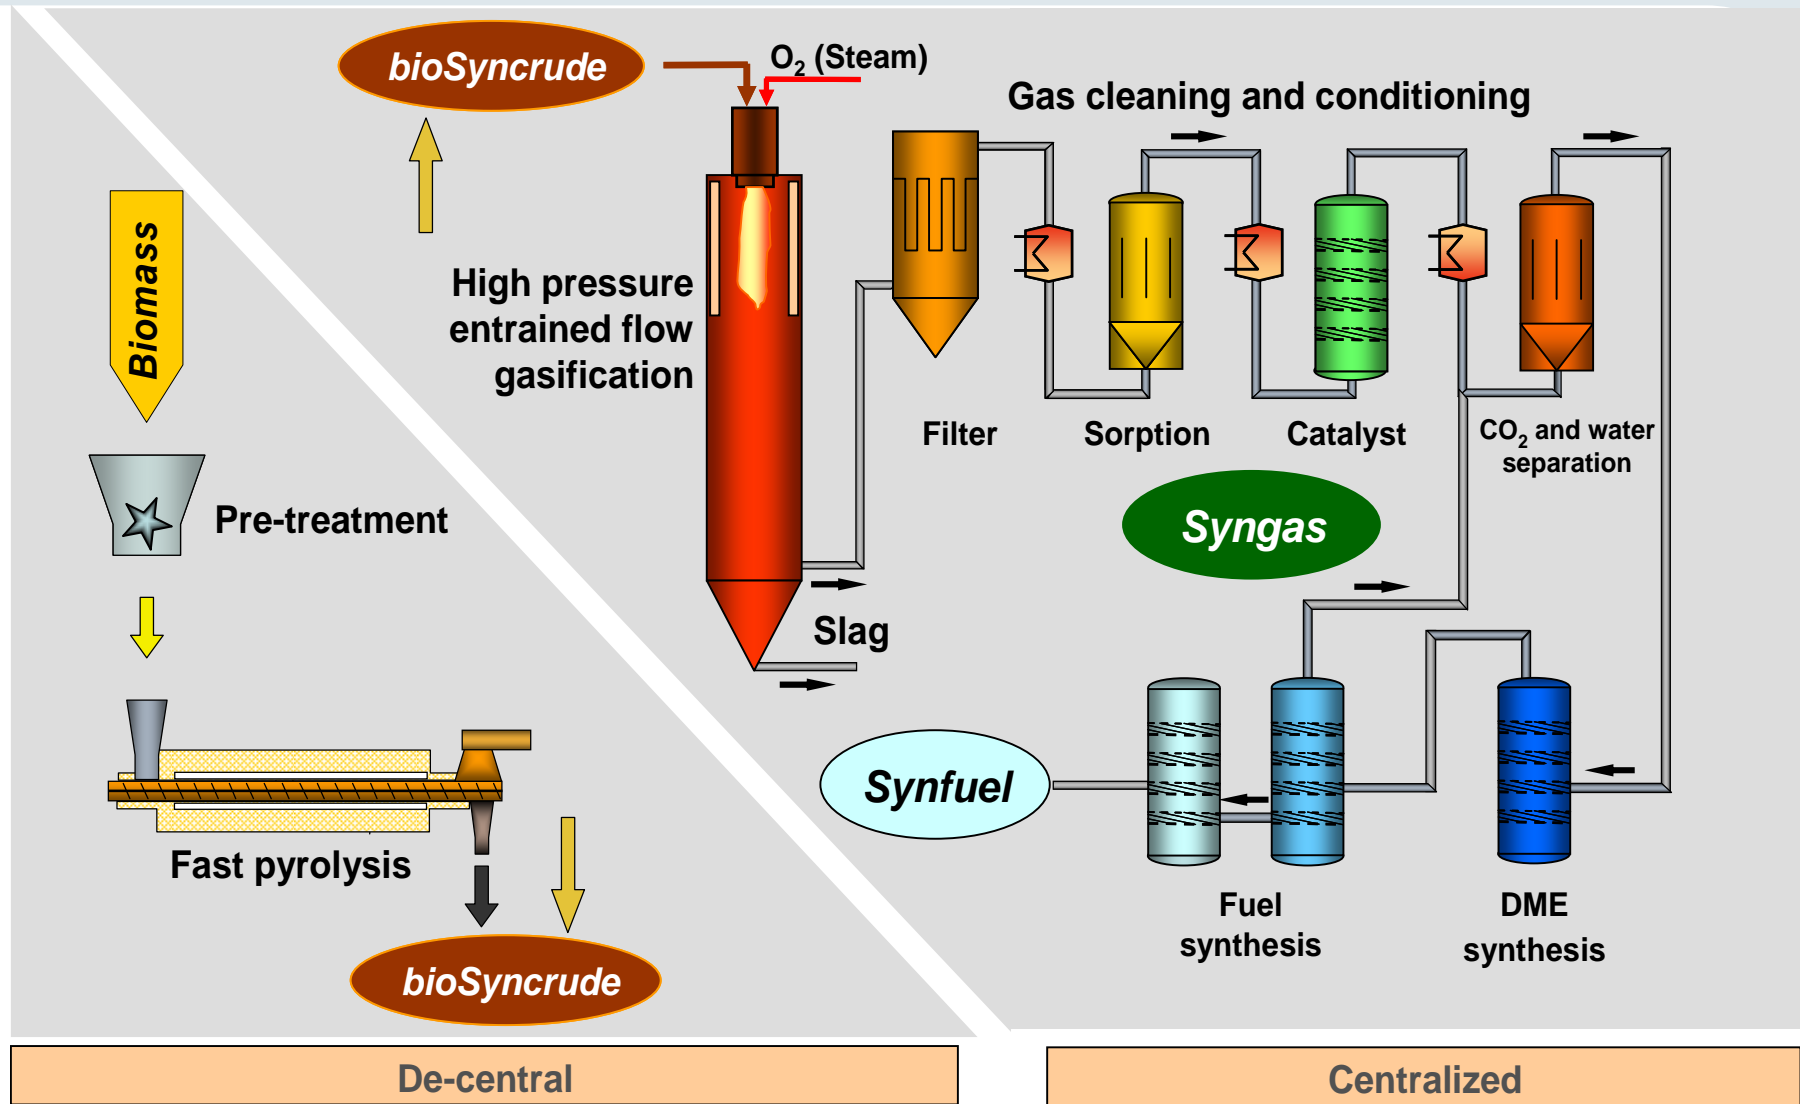 bioSyncrude
O₂ (Steam)
Gas cleaning and conditioning
Biomass
High pressure
entrained flow
gasification
Filter
Sorption
Catalyst
CO₂ and water
separation
Pre-treatment
Syngas
Slag
Synfuel
Fast pyrolysis
Fuel
synthesis
DME
synthesis
bioSyncrude
De-central
Centralized